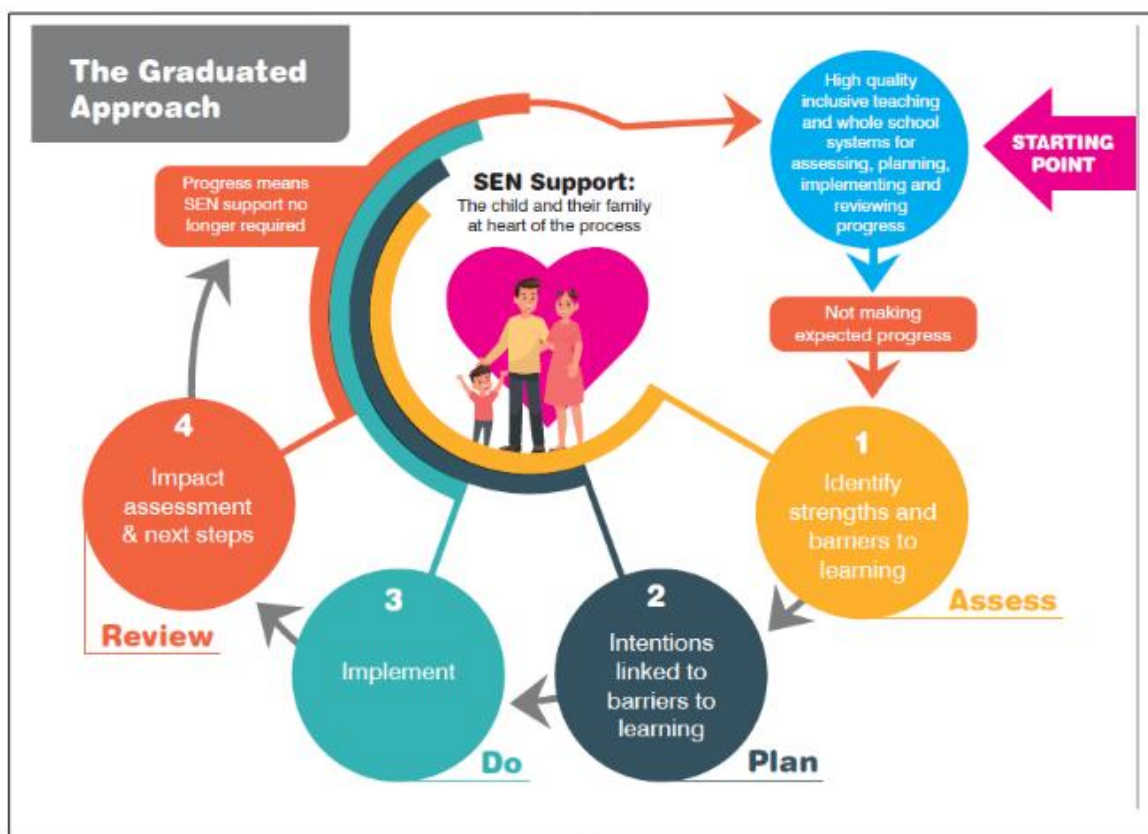 The Graduated
Approach
High quality
inclusive teaching
and whole school
systems for
assessing, planning,
implementing and
reviewing
progress
STARTING
POINT
Progress means
SEN support no
longer required
SEN Support:
The child and their family
at heart of the process
Not making
expected progress
1
Identify
strengths and
barriers to
learning
Assess
2
Intentions
linked to
barriers to
learning
Plan
3
Implement
Do
4
Impact
assessment
& next steps
Review